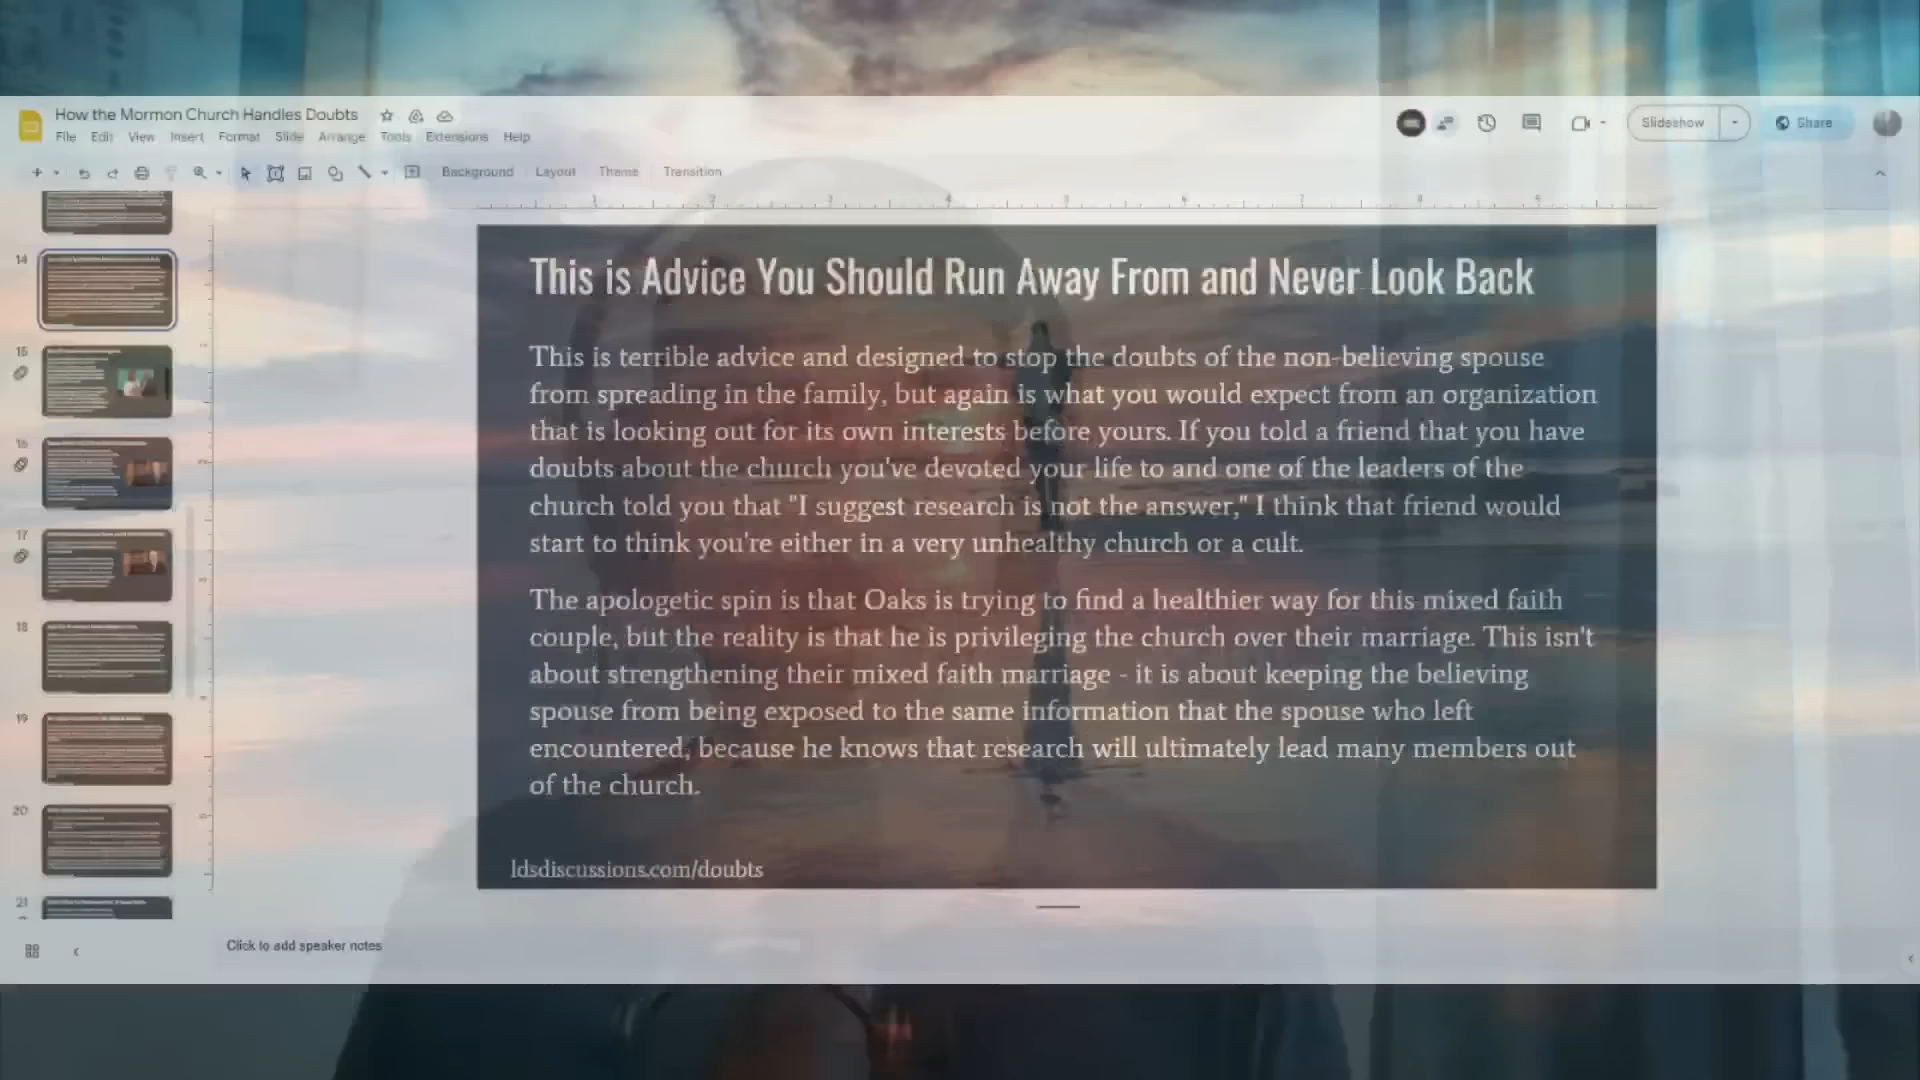 How the Mormon Church Handles Doubts
File Edit View Insert Format Slide Arrange Tools Extensions Help
Slideshow
Share
Background Layout Theme Transition
14
15
16
17
18
19
20
21
This is Advice You Should Run Away From and Never Look Back
This is terrible advice and designed to stop the doubts of the non-believing spouse
from spreading in the family, but again is what you would expect from an organization
that is looking out for its own interests before yours. If you told a friend that you have
doubts about the church you've devoted your life to and one of the leaders of the
church told you that "I suggest research is not the answer," I think that friend would
start to think you're either in a very unhealthy church or a cult.
The apologetic spin is that Oaks is trying to find a healthier way for this mixed faith
couple, but the reality is that he is privileging the church over their marriage. This isn't
about strengthening their mixed faith marriage - it is about keeping the believing
spouse from being exposed to the same information that the spouse who left
encountered, because he knows that research will ultimately lead many members out
of the church.
ldsdiscussions.com/doubts
Click to add speaker notes